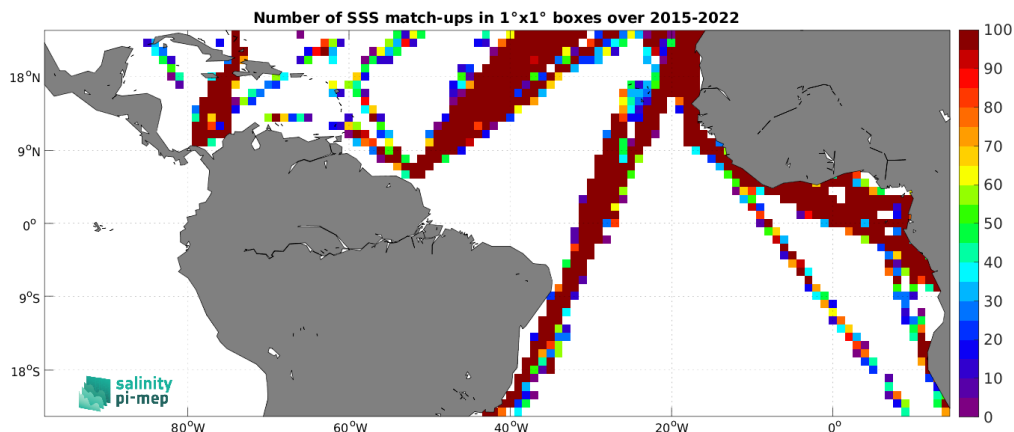 Number of SSS match-ups in 1°x1° boxes over 2015-2022
18°N
9°N
0°
9°S
18°S
80°W
60°W
40°W
20°W
0°
100
90
80
70
60
50
40
30
20
10
0
salinity
pi-mep